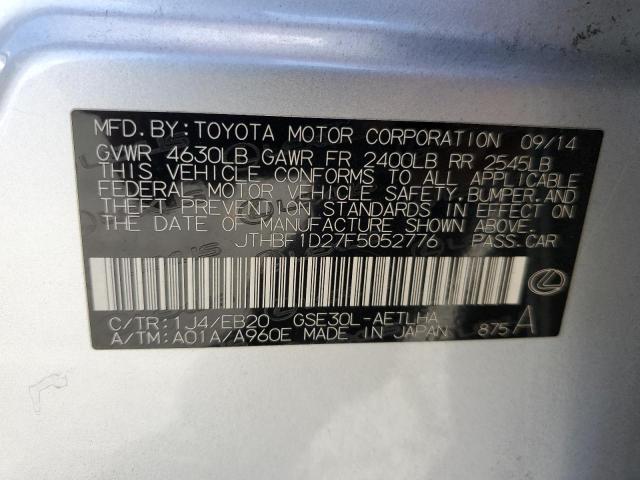 MFD.BY:TOYOTA MOTOR CORPORATION 09/14
GVWR 4630LB GAWR FR 2400LB RR 2545LB
THIS VEHICLE CONFORMS TO ALL APPLICABLE
FEDERAL MOTOR VEHICLE SAFETY,BUMPER,AND
THEFT PREVENTION STANDARDS IN EFFECT ON
THE DATE OF MANUFACTURE SHOWN ABOVE.
JTHBF1D27F5052776 PASS.CAR
C/TR:1J4/EB20 GSE30L-AETLHA
A/TM:A01A/A960E MADE IN JAPAN 875 A